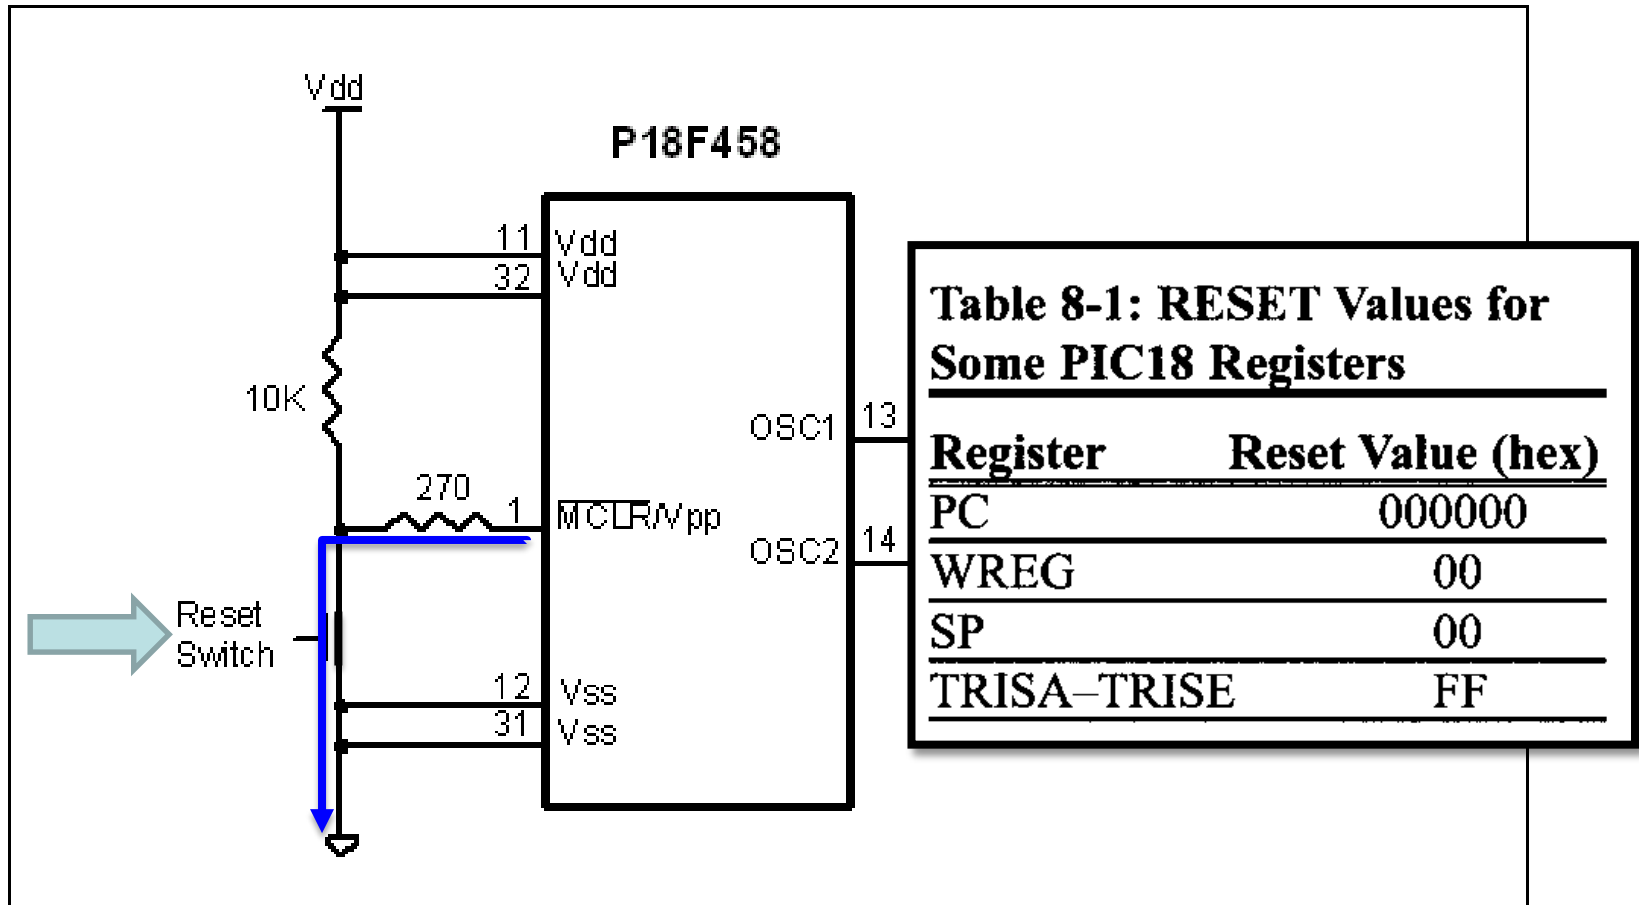 Vdd
P18F458
11 Vdd
32 Vdd
10K
270
1 MCLR/Vpp
OSC1 13
OSC2 14
Reset
Switch
12 Vss
31 Vss
Table 8-1: RESET Values for
Some PIC18 Registers
Register Reset Value (hex)
PC 000000
WREG 00
SP 00
TRISA–TRISE FF